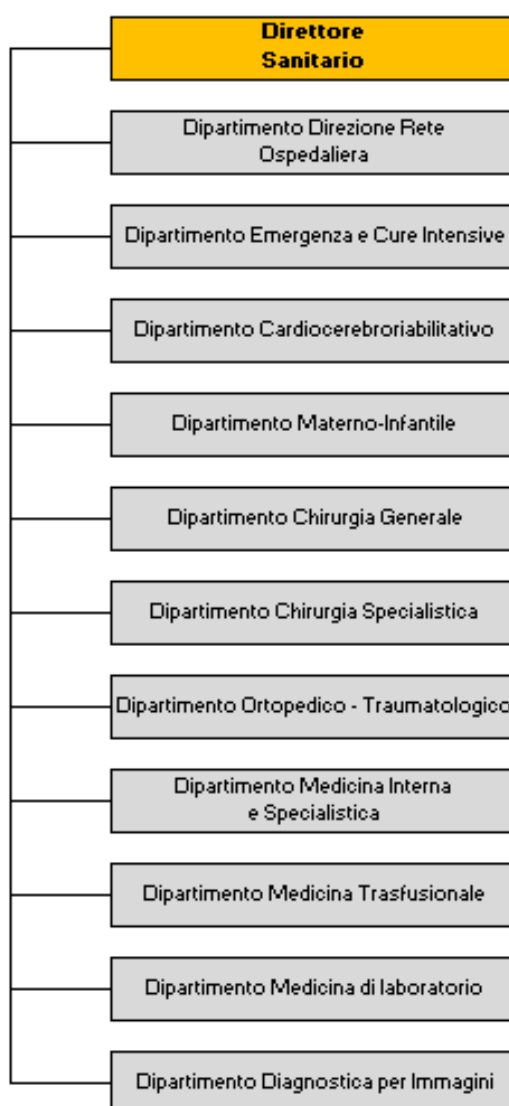 Direttore
Sanitario
Dipartimento Direzione Rete
Ospedaliera
Dipartimento Emergenza e Cure Intensive
Dipartimento Cardiocerebroriabilitativo
Dipartimento Materno-Infantile
Dipartimento Chirurgia Generale
Dipartimento Chirurgia Specialistica
Dipartimento Ortopedico - Traumatologico
Dipartimento Medicina Interna
e Specialistica
Dipartimento Medicina Trasfusionale
Dipartimento Medicina di laboratorio
Dipartimento Diagnostica per Immagini